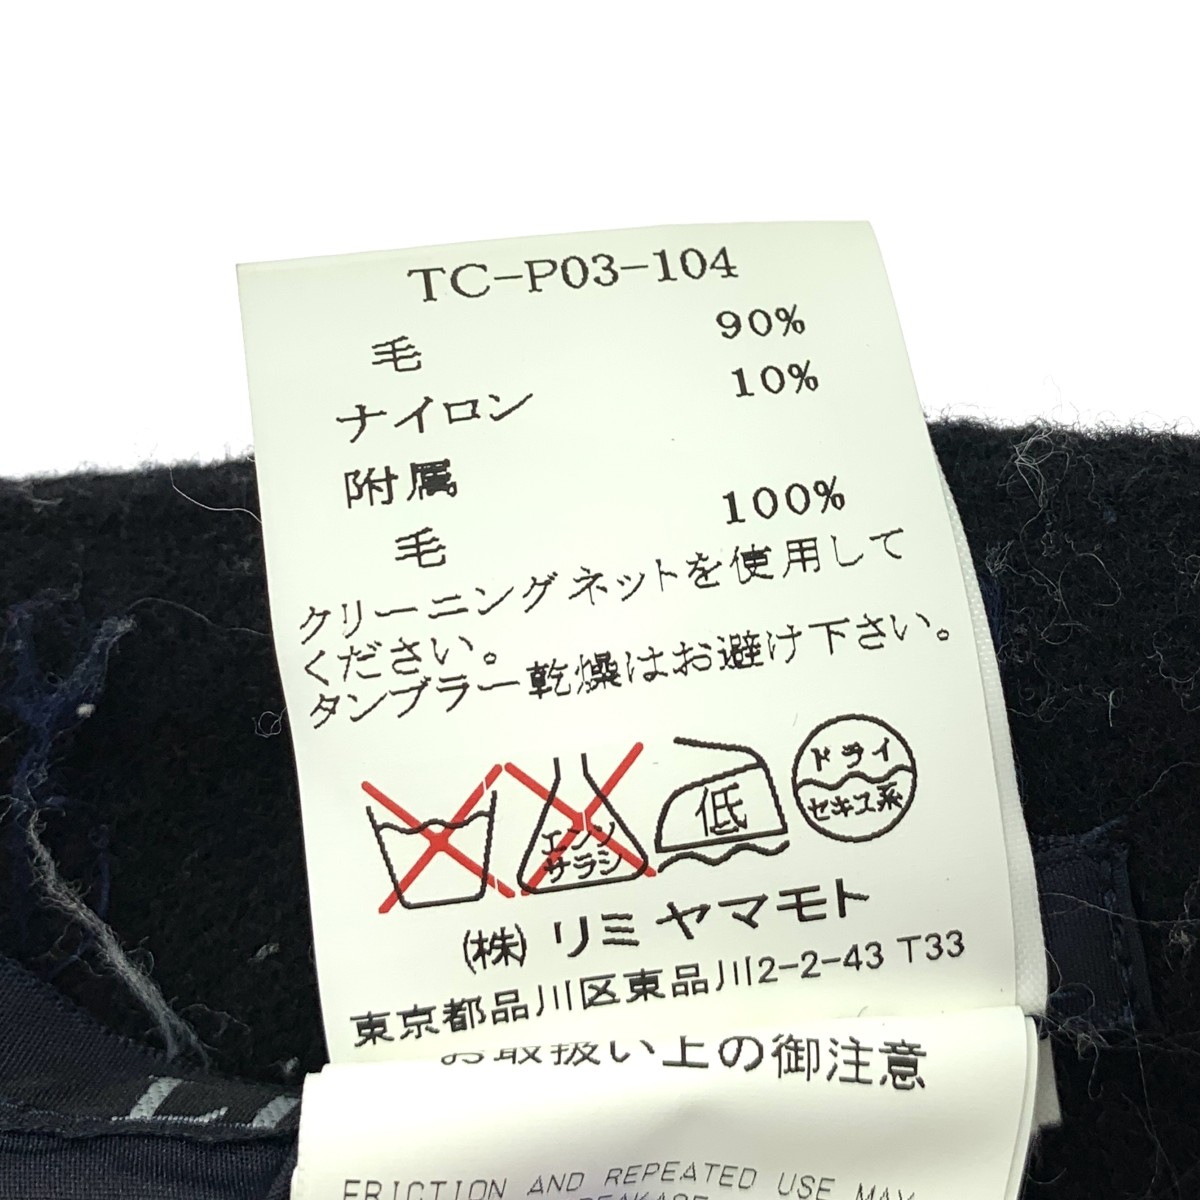 TC-P03-104
毛 90%
ナイロン 10%
附属
毛 100%
クリーニングネットを使用して
ください。
タンブラー乾燥はお避け下さい。
エンソ
サラシ
低
ドライ
セキユ系
(株) リミ ヤマモト
東京都品川区東品川2-2-43 T33
お取扱い上の御注意
FRICTION AND REPEATED USE MAY